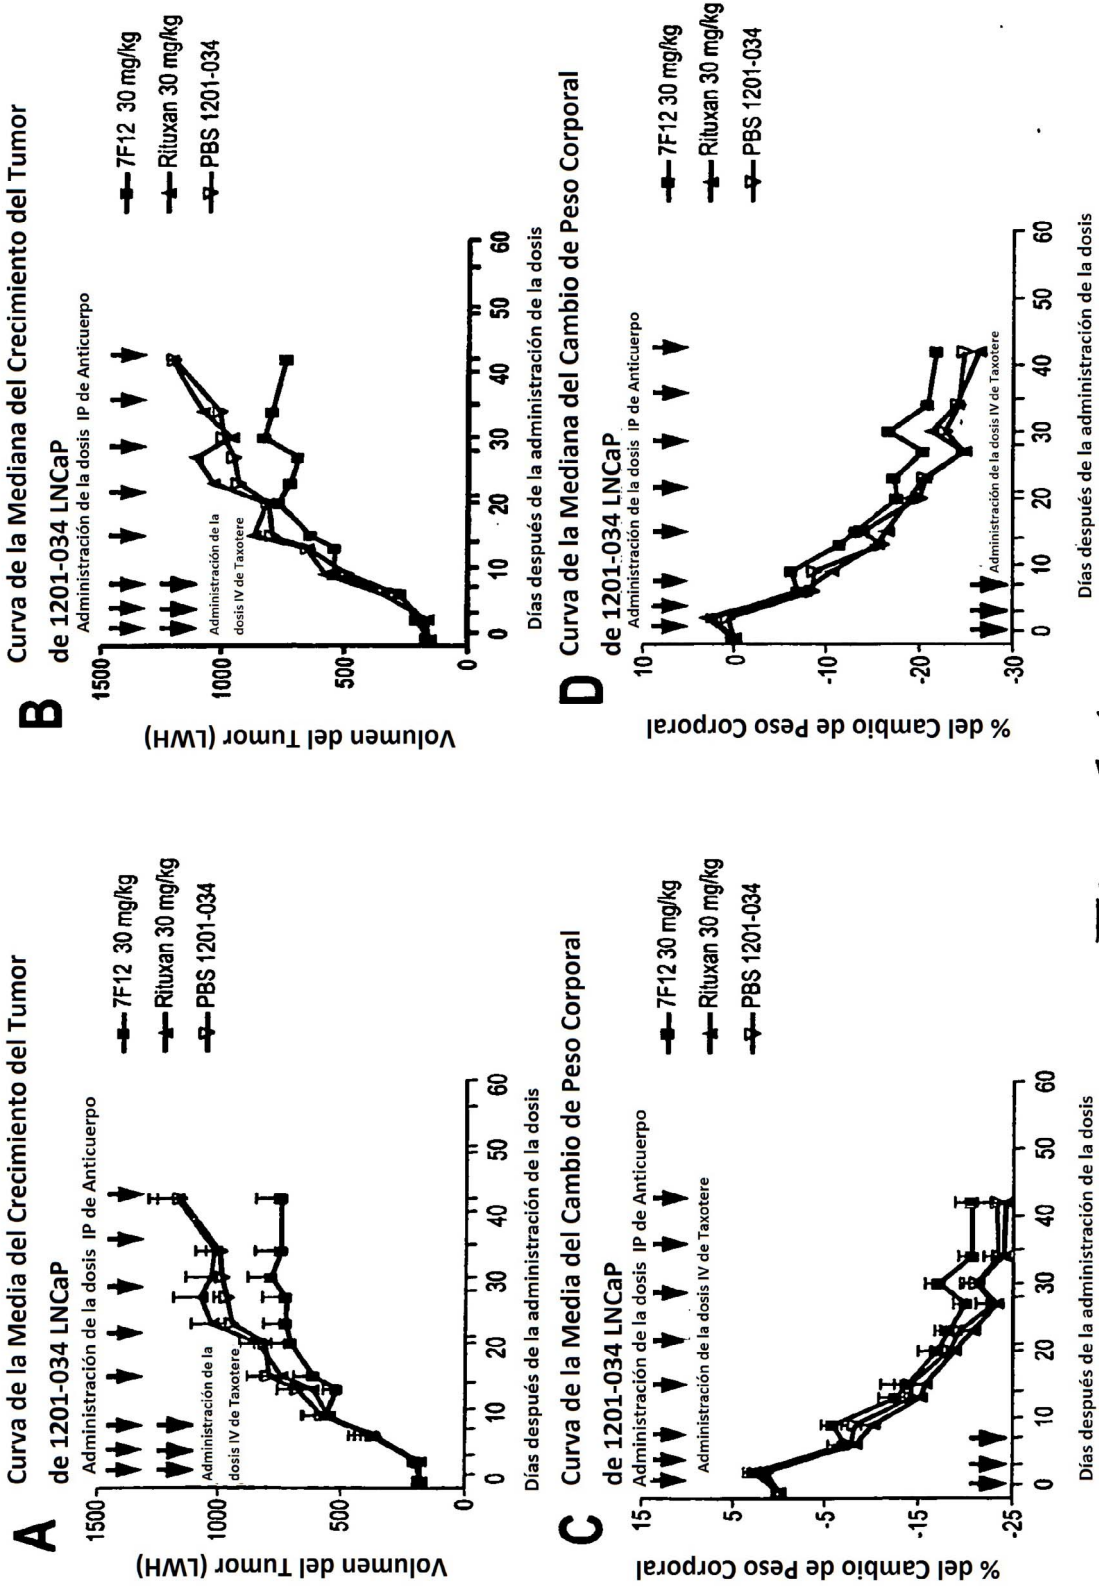 A
Curva de la Media del Crecimiento del Tumor
de 1201-034 LNCaP
Administración de la dosis IP de Anticuerpo
Administración de la
dosis IV de Taxotere
Volumen del Tumor (LWH)
1500
1000
500
0
0 10 20 30 40 50 60
Días después de la administración de la dosis
7F12 30 mg/kg
Rituxan 30 mg/kg
PBS 1201-034
B
Curva de la Mediana del Crecimiento del Tumor
de 1201-034 LNCaP
Administración de la dosis IP de Anticuerpo
Administración de la
dosis IV de Taxotere
Volumen del Tumor (LWH)
1500
1000
500
0
0 10 20 30 40 50 60
Días después de la administración de la dosis
7F12 30 mg/kg
Rituxan 30 mg/kg
PBS 1201-034
C
Curva de la Media del Cambio de Peso Corporal
de 1201-034 LNCaP
Administración de la dosis IP de Anticuerpo
Administración de la dosis IV de Taxotere
% del Cambio de Peso Corporal
15
5
-5
-15
-25
0 10 20 30 40 50 60
Días después de la administración de la dosis
7F12 30 mg/kg
Rituxan 30 mg/kg
PBS 1201-034
D
Curva de la Mediana del Cambio de Peso Corporal
de 1201-034 LNCaP
Administración de la dosis IP de Anticuerpo
Administración de la dosis IV de Taxotere
% del Cambio de Peso Corporal
10
0
-10
-20
-30
0 10 20 30 40 50 60
Días después de la administración de la dosis
7F12 30 mg/kg
Rituxan 30 mg/kg
PBS 1201-034